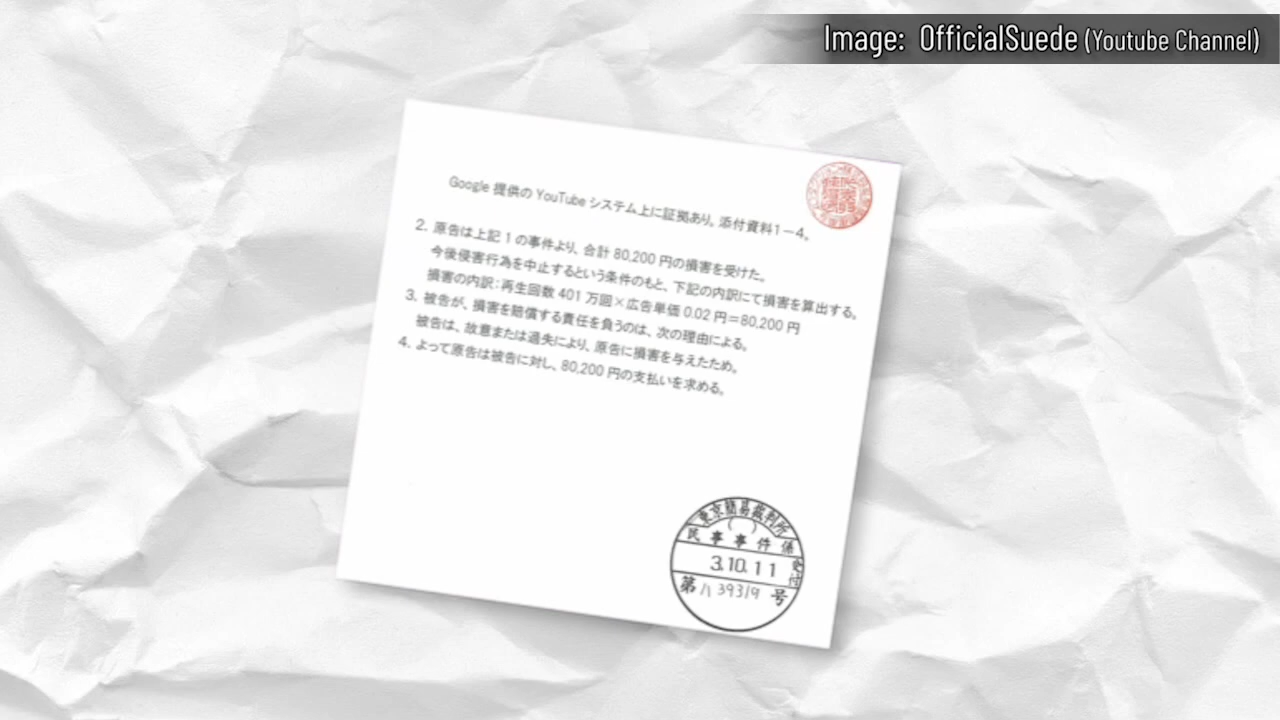 Image: OfficialSuede (Youtube Channel)
Google 提供の YouTube システム上に証拠あり。添付資料1－4。
2. 原告は上記 1 の事件より、合計 80,200 円の損害を受けた。
今後侵害行為を中止するという条件のもと、下記の内訳にて損害を算出する。
損害の内訳：再生回数 401 万回×広告単価 0.02 円＝80,200 円
3. 被告が、損害を賠償する責任を負うのは、次の理由による。
被告は、故意または過失により、原告に損害を与えたため。
4. よって原告は被告に対し、80,200 円の支払いを求める。
東京簡易裁判所
民事事件係
受付
3.10.11
第 ハ 39319 号